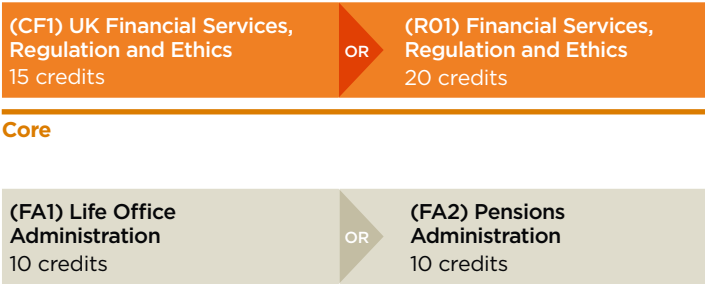 (CF1) UK Financial Services,
Regulation and Ethics
15 credits
OR
(R01) Financial Services,
Regulation and Ethics
20 credits
Core
(FA1) Life Office
Administration
10 credits
OR
(FA2) Pensions
Administration
10 credits